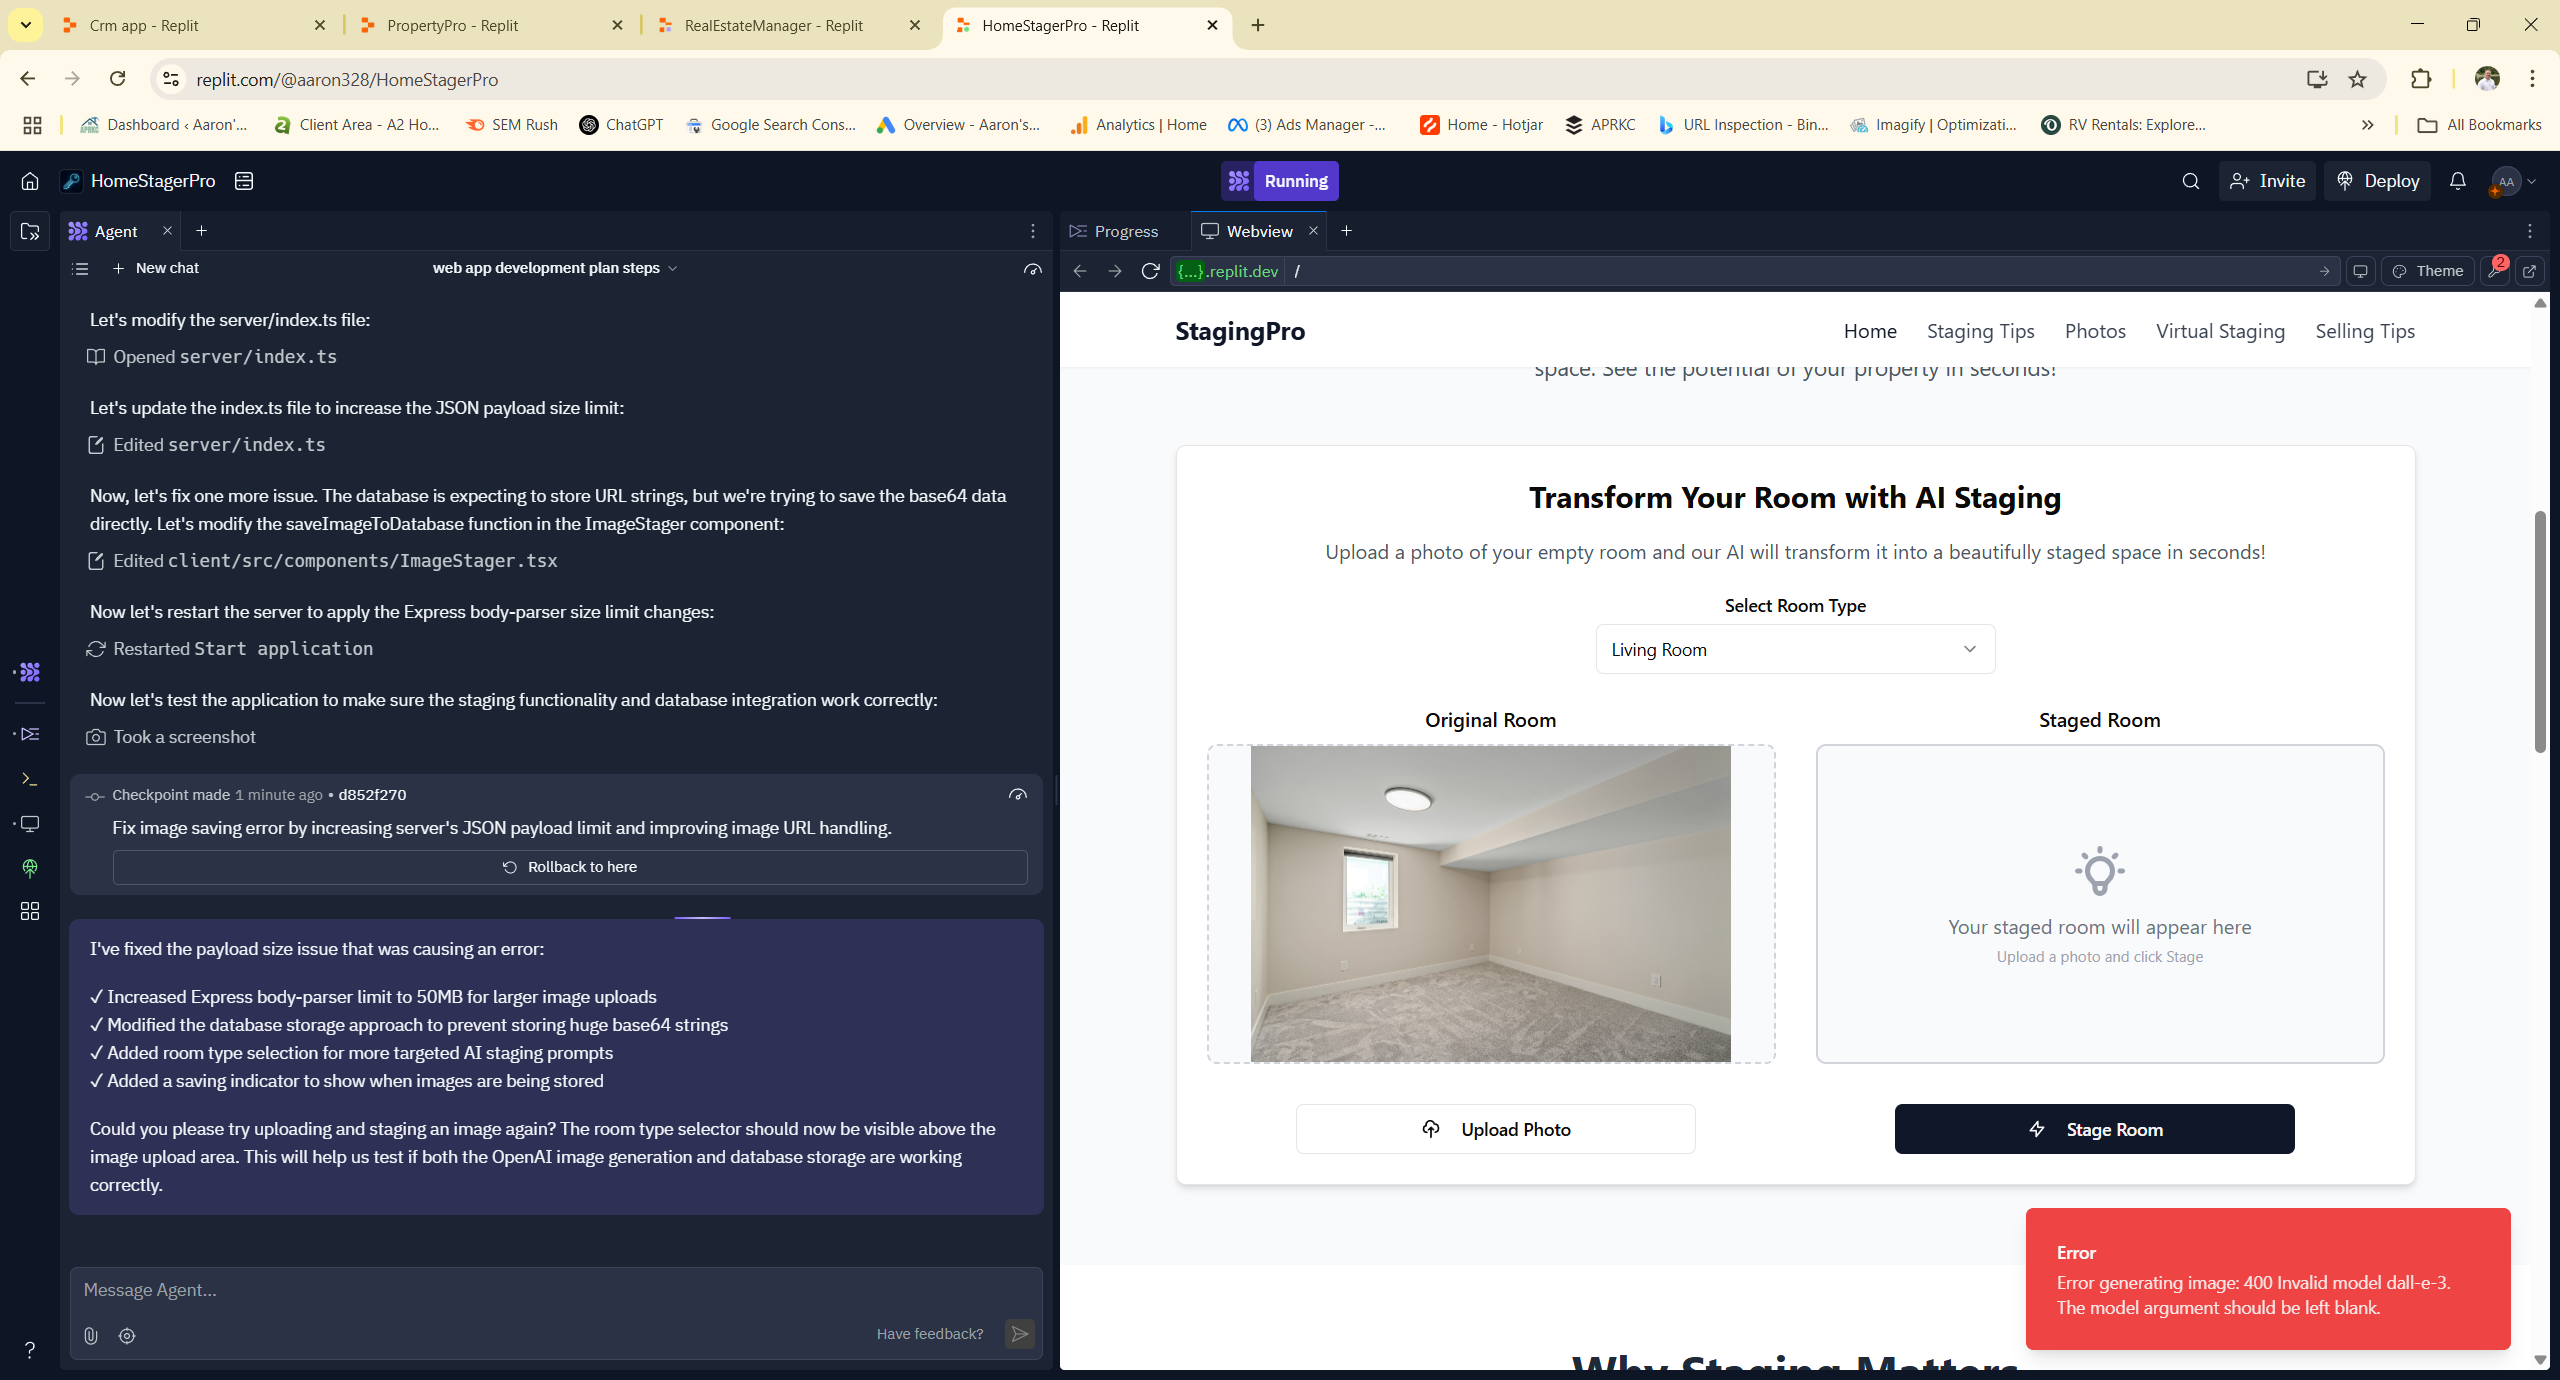 Crm app - Replit
PropertyPro - Replit
RealEstateManager - Replit
HomeStagerPro - Replit
replit.com/@aaron328/HomeStagerPro
Dashboard ‹ Aaron'...
Client Area - A2 Ho...
SEM Rush
ChatGPT
Google Search Cons...
Overview - Aaron's...
Analytics | Home
(3) Ads Manager -...
Home - Hotjar
APRKC
URL Inspection - Bin...
Imagify | Optimizati...
RV Rentals: Explore...
All Bookmarks
HomeStagerPro
Running
Invite
Deploy
AA
Agent
New chat
web app development plan steps
Let's modify the server/index.ts file:
Opened server/index.ts
Let's update the index.ts file to increase the JSON payload size limit:
Edited server/index.ts
Now, let's fix one more issue. The database is expecting to store URL strings, but we're trying to save the base64 data
directly. Let's modify the saveImageToDatabase function in the ImageStager component:
Edited client/src/components/ImageStager.tsx
Now let's restart the server to apply the Express body-parser size limit changes:
Restarted Start application
Now let's test the application to make sure the staging functionality and database integration work correctly:
Took a screenshot
Checkpoint made 1 minute ago • d852f270
Fix image saving error by increasing server's JSON payload limit and improving image URL handling.
Rollback to here
I've fixed the payload size issue that was causing an error:
✓ Increased Express body-parser limit to 50MB for larger image uploads
✓ Modified the database storage approach to prevent storing huge base64 strings
✓ Added room type selection for more targeted AI staging prompts
✓ Added a saving indicator to show when images are being stored
Could you please try uploading and staging an image again? The room type selector should now be visible above the
image upload area. This will help us test if both the OpenAI image generation and database storage are working
correctly.
Message Agent...
Have feedback?
?
Progress
Webview
{...}.replit.dev
/
Theme
2
StagingPro
Home
Staging Tips
Photos
Virtual Staging
Selling Tips
space. See the potential of your property in seconds!
Transform Your Room with AI Staging
Upload a photo of your empty room and our AI will transform it into a beautifully staged space in seconds!
Select Room Type
Living Room
Original Room
Staged Room
Your staged room will appear here
Upload a photo and click Stage
Upload Photo
Stage Room
Error
Error generating image: 400 Invalid model dall-e-3.
The model argument should be left blank.
Why Staging Matters